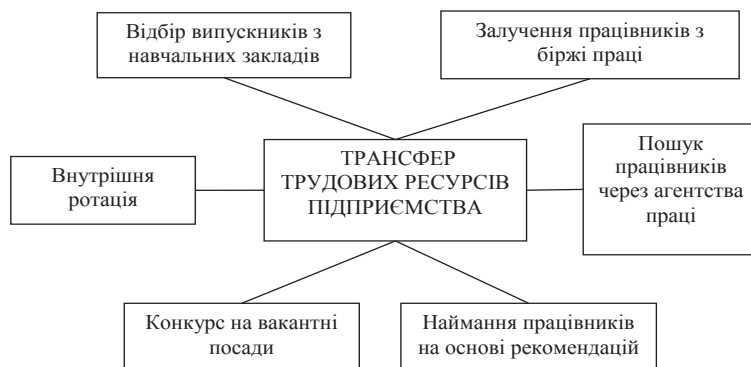 Відбір випускників з
навчальних закладів
Залучення працівників з
біржі праці
Внутрішня
ротація
ТРАНСФЕР
ТРУДОВИХ РЕСУРСІВ
ПІДПРИЄМСТВА
Пошук
працівників
через агентства
праці
Конкурс на вакантні
посади
Наймання працівників
на основі рекомендацій